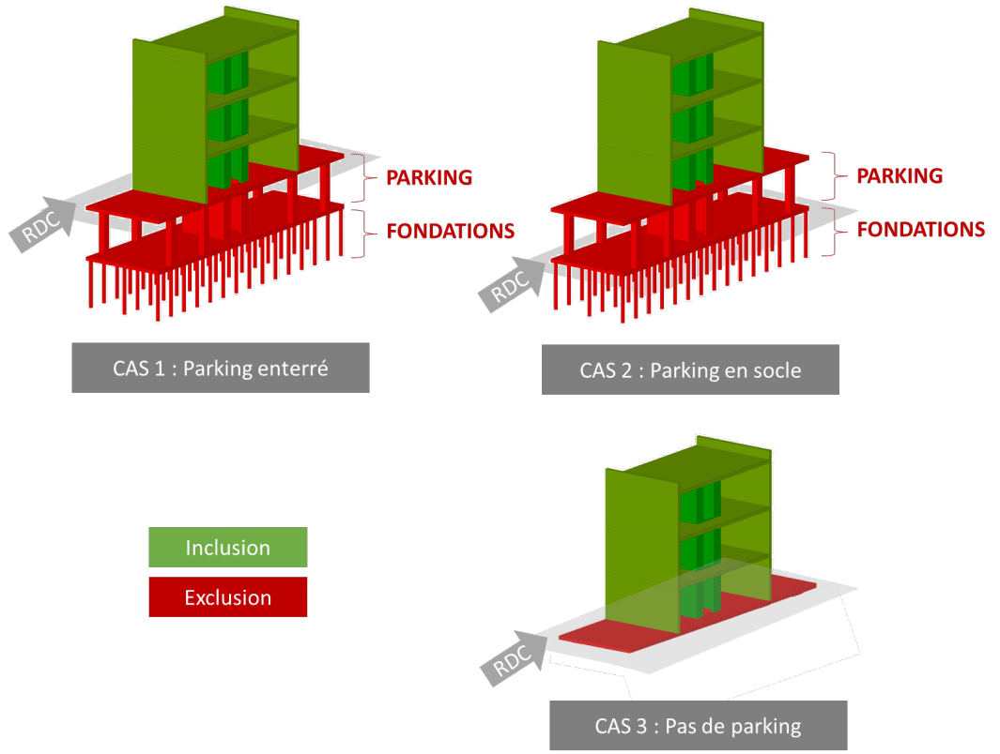 PARKING
FONDATIONS
RDC
CAS 1 : Parking enterré
PARKING
FONDATIONS
RDC
CAS 2 : Parking en socle
Inclusion
Exclusion
RDC
CAS 3 : Pas de parking